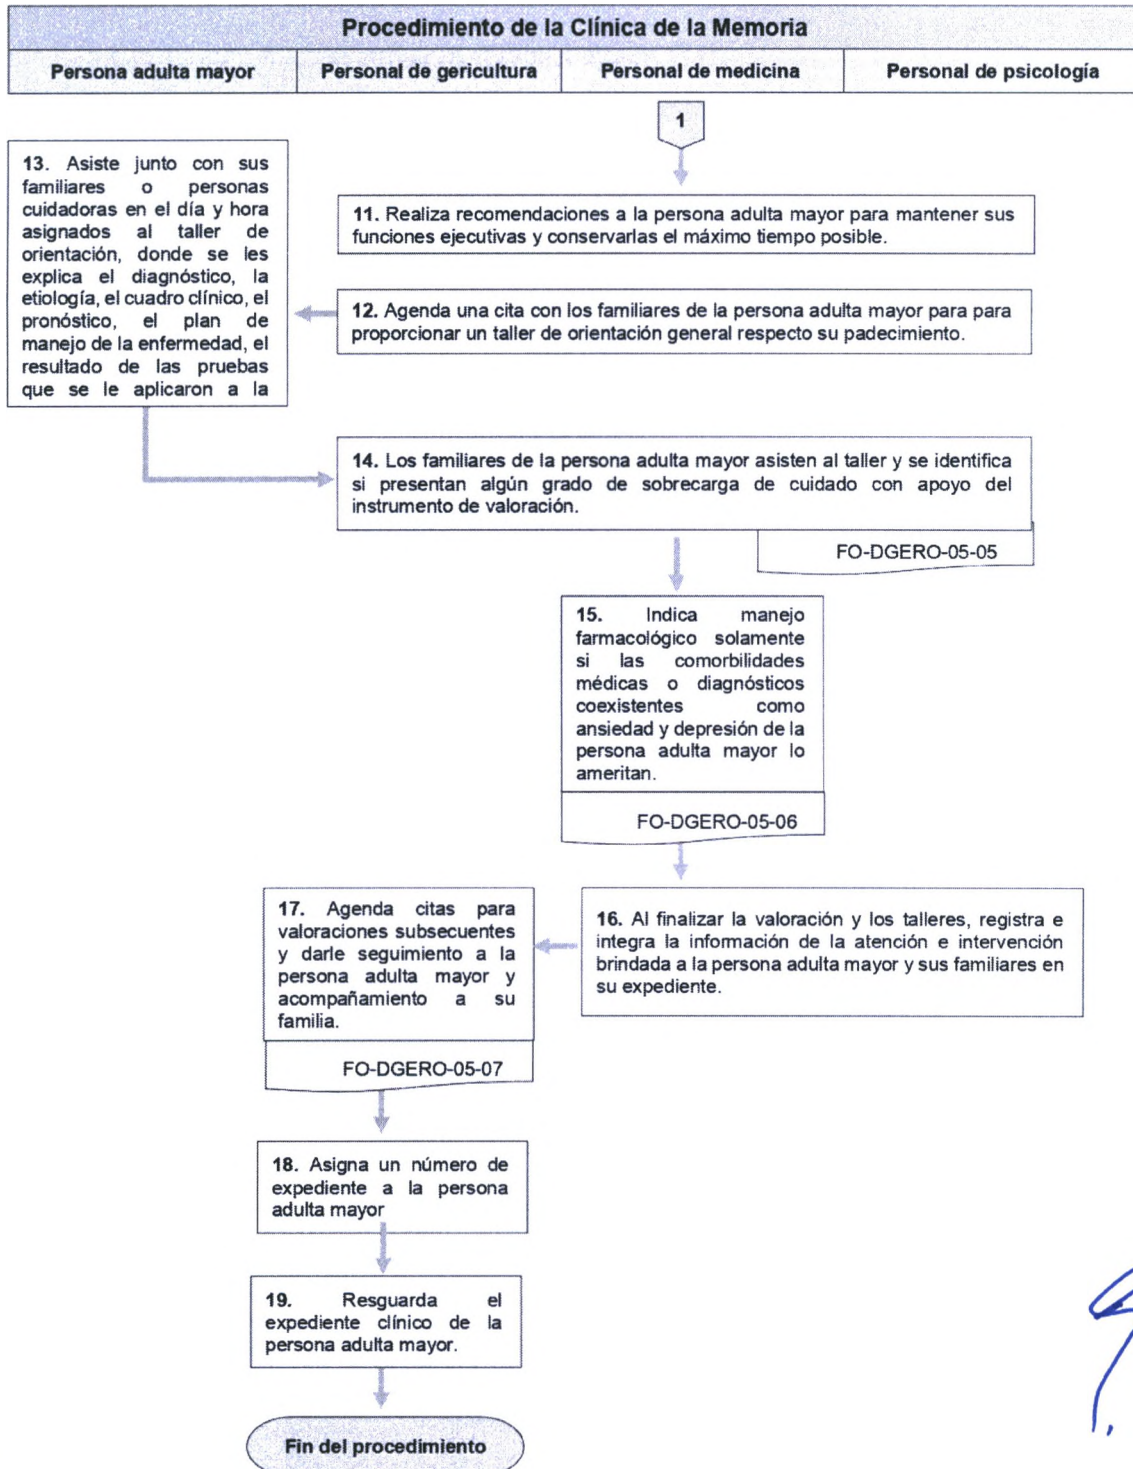 Procedimiento de la Clínica de la Memoria
Persona adulta mayor
Personal de gericultura
Personal de medicina
Personal de psicología
1
11. Realiza recomendaciones a la persona adulta mayor para mantener sus
funciones ejecutivas y conservarlas el máximo tiempo posible.
12. Agenda una cita con los familiares de la persona adulta mayor para para
proporcionar un taller de orientación general respecto su padecimiento.
13. Asiste junto con sus
familiares o personas
cuidadoras en el día y hora
asignados al taller de
orientación, donde se les
explica el diagnóstico, la
etiología, el cuadro clínico, el
pronóstico, el plan de
manejo de la enfermedad, el
resultado de las pruebas
que se le aplicaron a la
14. Los familiares de la persona adulta mayor asisten al taller y se identifica
si presentan algún grado de sobrecarga de cuidado con apoyo del
instrumento de valoración.
FO-DGERO-05-05
15. Indica manejo
farmacológico solamente
si las comorbilidades
médicas o diagnósticos
coexistentes como
ansiedad y depresión de la
persona adulta mayor lo
ameritan.
FO-DGERO-05-06
16. Al finalizar la valoración y los talleres, registra e
integra la información de la atención e intervención
brindada a la persona adulta mayor y sus familiares en
su expediente.
17. Agenda citas para
valoraciones subsecuentes
y darle seguimiento a la
persona adulta mayor y
acompañamiento a su
familia.
FO-DGERO-05-07
18. Asigna un número de
expediente a la persona
adulta mayor
19. Resguarda el
expediente clínico de la
persona adulta mayor.
Fin del procedimiento